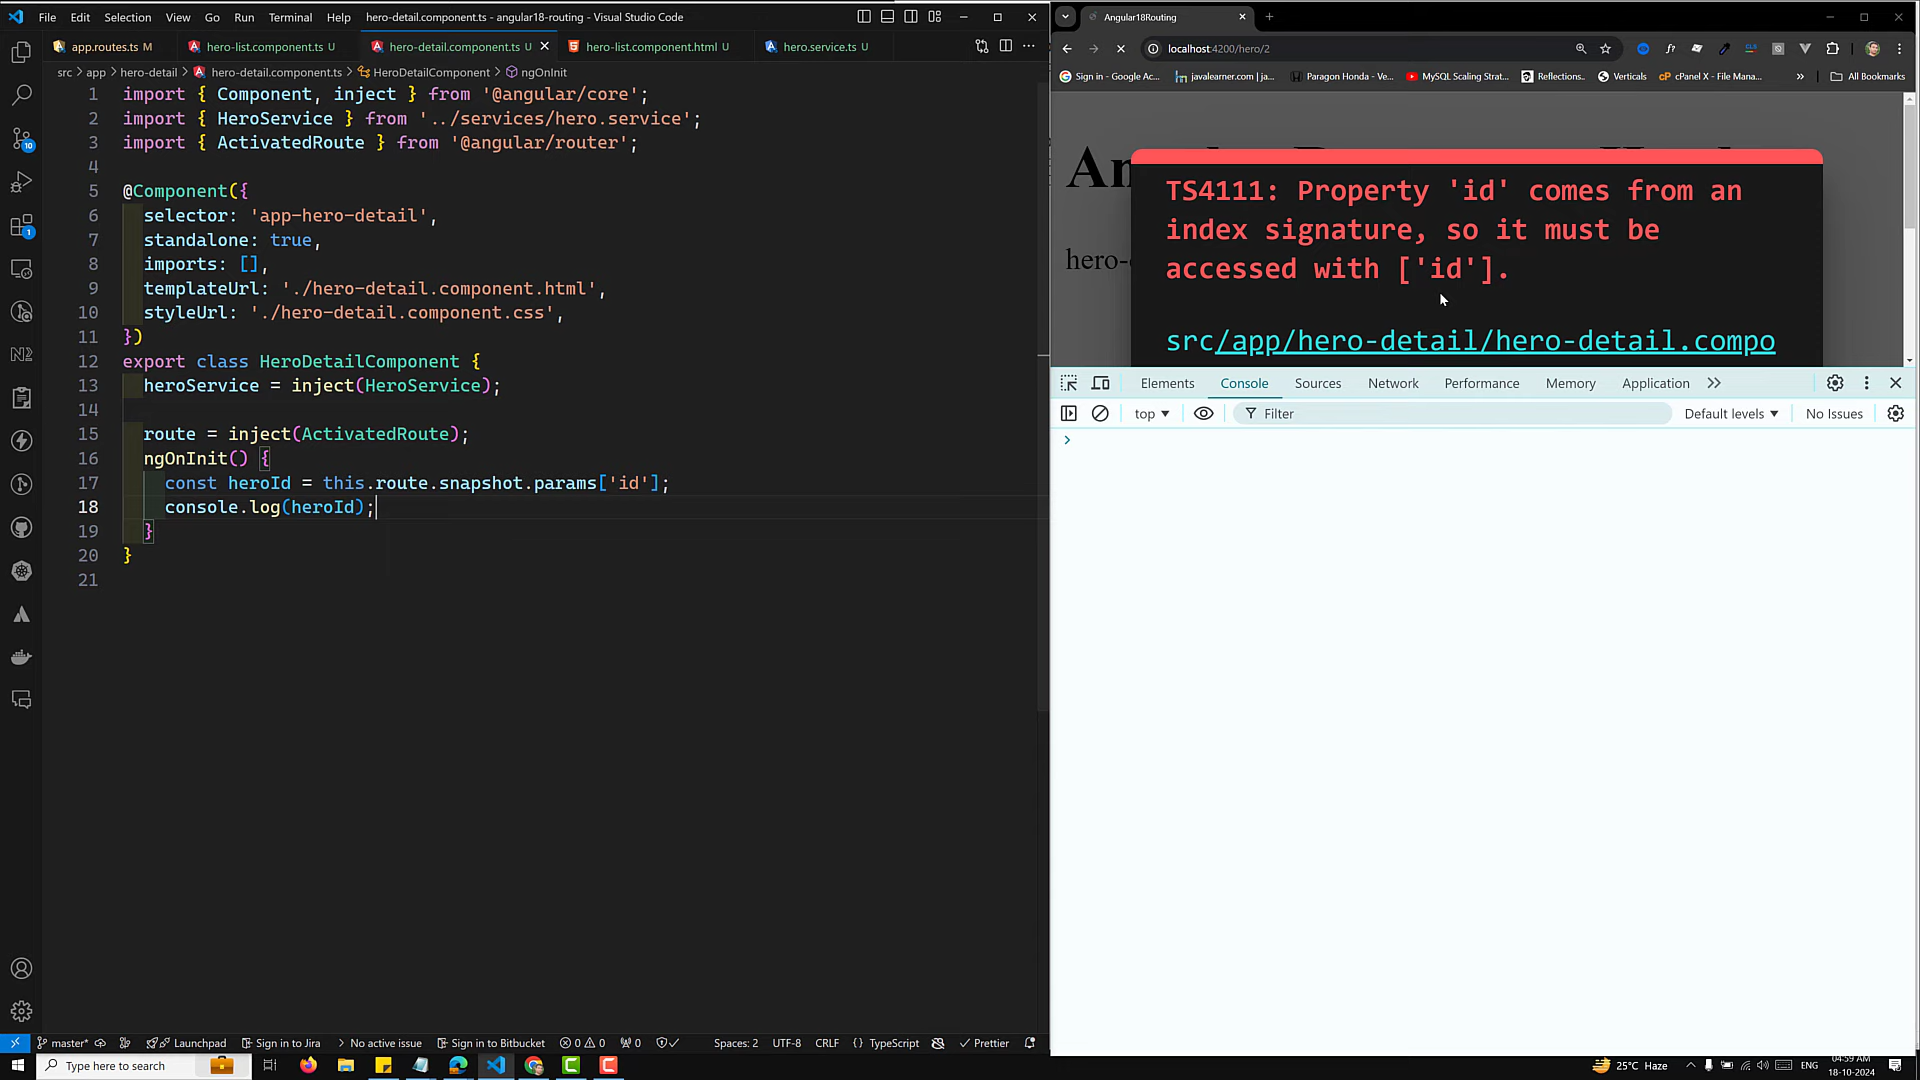 File Edit Selection View Go Run Terminal Help hero-detail.component.ts - angular18-routing - Visual Studio Code
app.routes.ts M hero-list.component.ts U hero-detail.component.ts U hero-list.component.html U hero.service.ts U
src > app > hero-detail > hero-detail.component.ts > HeroDetailComponent > ngOnInit
1 import { Component, inject } from '@angular/core';
2 import { HeroService } from '../services/hero.service';
3 import { ActivatedRoute } from '@angular/router';
4
5 @Component({
6 selector: 'app-hero-detail',
7 standalone: true,
8 imports: [],
9 templateUrl: './hero-detail.component.html',
10 styleUrl: './hero-detail.component.css',
11 })
12 export class HeroDetailComponent {
13 heroService = inject(HeroService);
14
15 route = inject(ActivatedRoute);
16 ngOnInit() {
17 const heroId = this.route.snapshot.params['id'];
18 console.log(heroId);
19 }
20 }
21
10
1
N2
master* Launchpad Sign in to Jira No active issue Sign in to Bitbucket 0 0 0 Spaces: 2 UTF-8 CRLF {} TypeScript Prettier
Angular18Routing
localhost:4200/hero/2
Sign in - Google Ac... javalearner.com | ja... Paragon Honda - Ve... MySQL Scaling Strat... Reflections.. Verticals cPanel X - File Mana... » All Bookmarks
An
hero-
TS4111: Property 'id' comes from an
index signature, so it must be
accessed with ['id'].
src/app/hero-detail/hero-detail.compo
Elements Console Sources Network Performance Memory Application »
top Filter Default levels No Issues
>
Type here to search
25°C Haze ENG 04:59 AM
18-10-2024